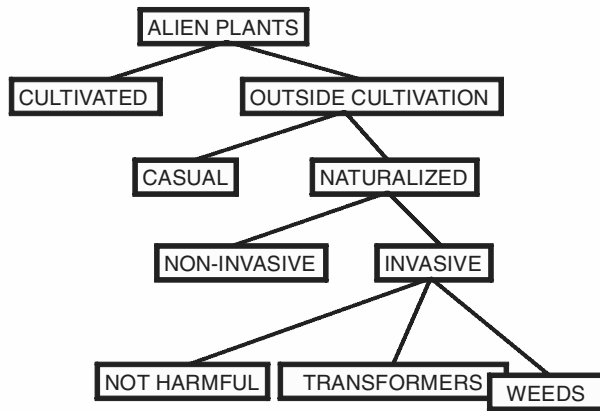 ALIEN PLANTS
CULTIVATED
OUTSIDE CULTIVATION
CASUAL
NATURALIZED
NON-INVASIVE
INVASIVE
NOT HARMFUL
TRANSFORMERS
WEEDS